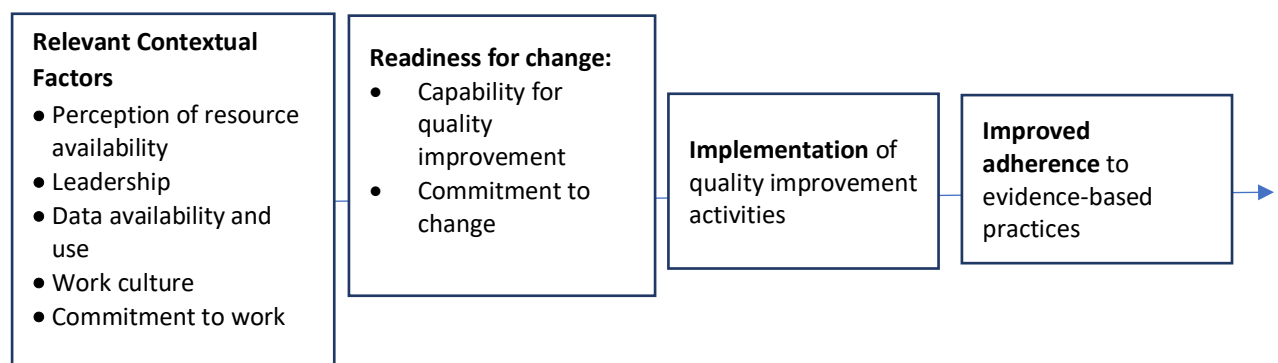 Relevant Contextual
Factors
● Perception of resource
availability
● Leadership
● Data availability and
use
● Work culture
● Commitment to work
Readiness for change:
● Capability for
quality
improvement
● Commitment to
change
Implementation of
quality improvement
activities
Improved
adherence to
evidence-based
practices